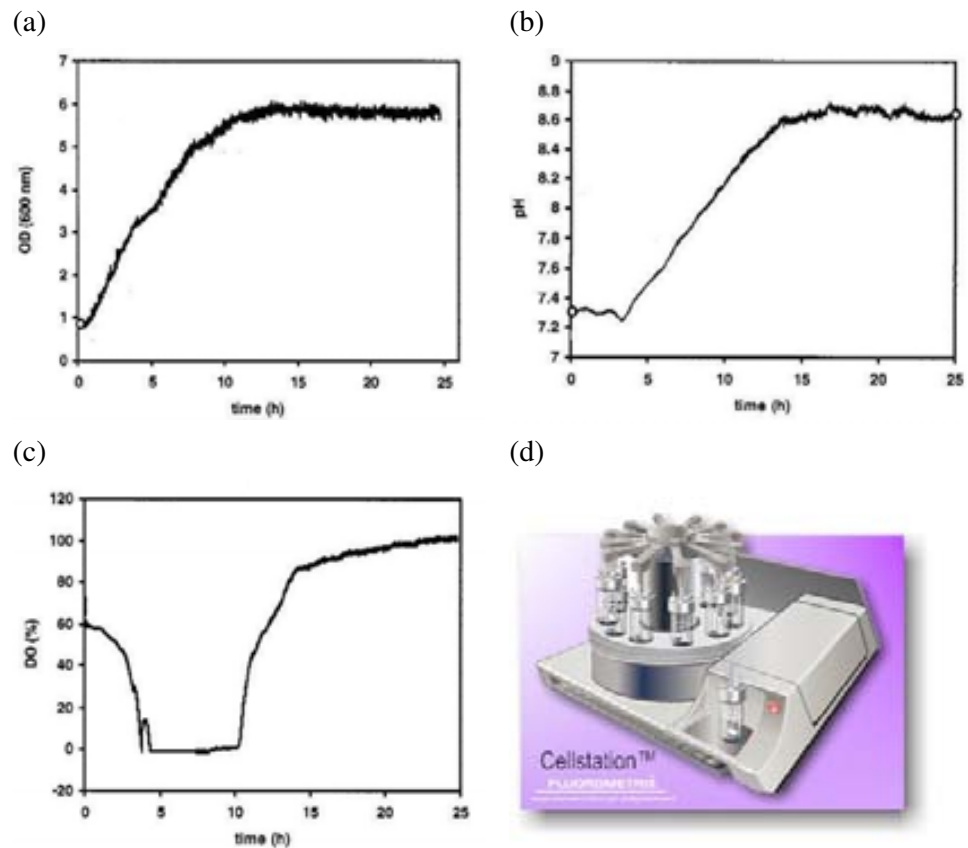 (a)
(b)
7
6
5
4
3
2
1
0
OD (600 nm)
0 5 10 15 20 25
time (h)
9
8.8
8.6
8.4
8.2
8
7.8
7.6
7.4
7.2
7
pH
0 5 10 15 20 25
time (h)
(c)
(d)
120
100
80
60
40
20
0
-20
DO (%)
0 5 10 15 20 25
time (h)
Cellstation™
FLUOROMETRIX